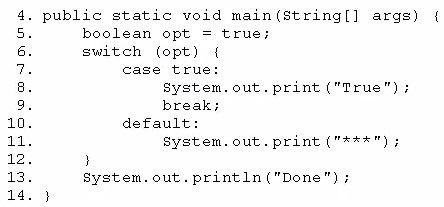 4. public static void main(String[] args) {
5.     boolean opt = true;
6.     switch (opt) {
7.         case true:
8.             System.out.print("True");
9.             break;
10.         default:
11.             System.out.print("***");
12.     }
13.     System.out.println("Done");
14. }